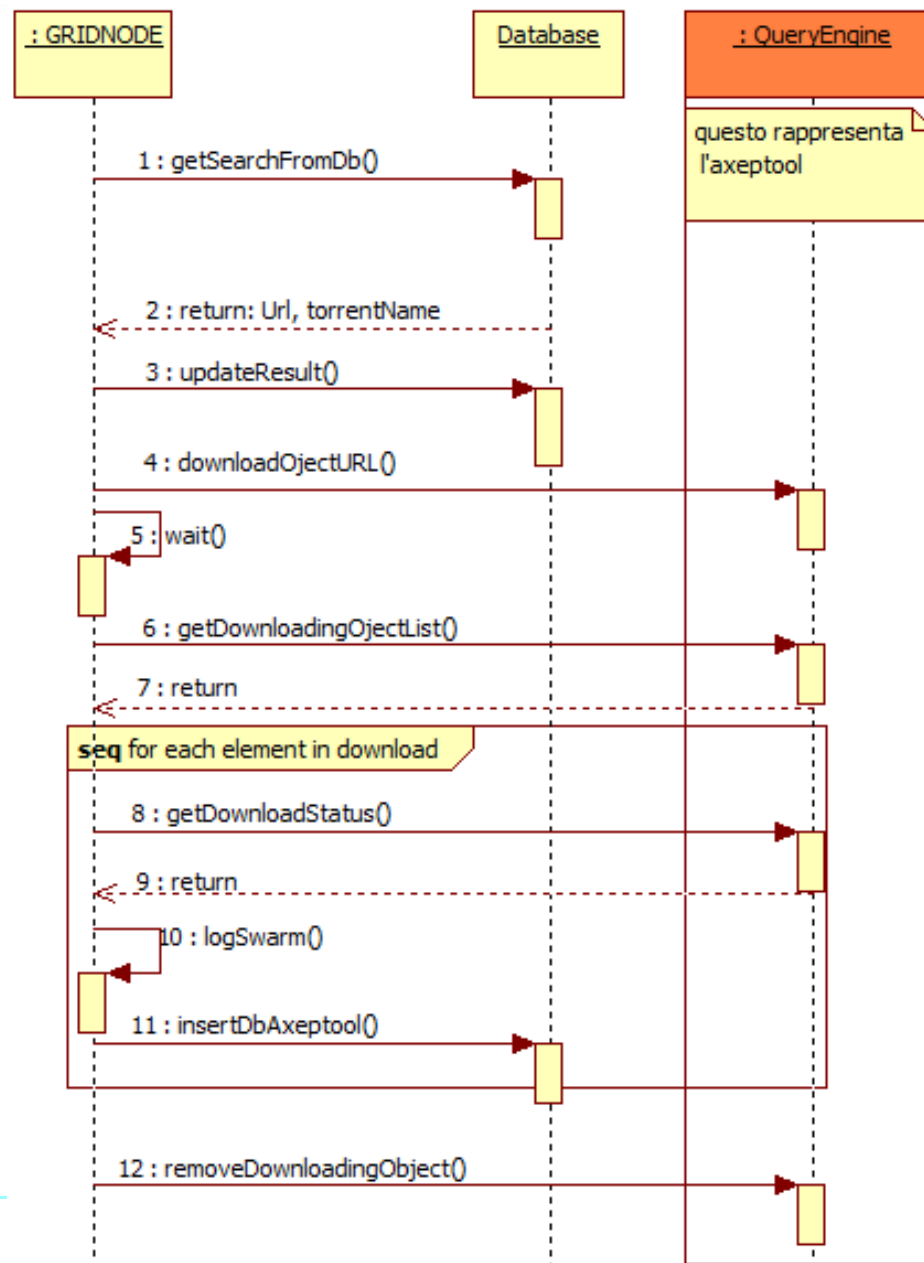 : GRIDNODE
Database
: QueryEngine
questo rappresenta
l'axeptool
1 : getSearchFromDb()
2 : return: Url, torrentName
3 : updateResult()
4 : downloadOjectURL()
5 : wait()
6 : getDownloadingOjectList()
7 : return
seq for each element in download
8 : getDownloadStatus()
9 : return
10 : logSwarm()
11 : insertDbAxeptool()
12 : removeDownloadingObject()